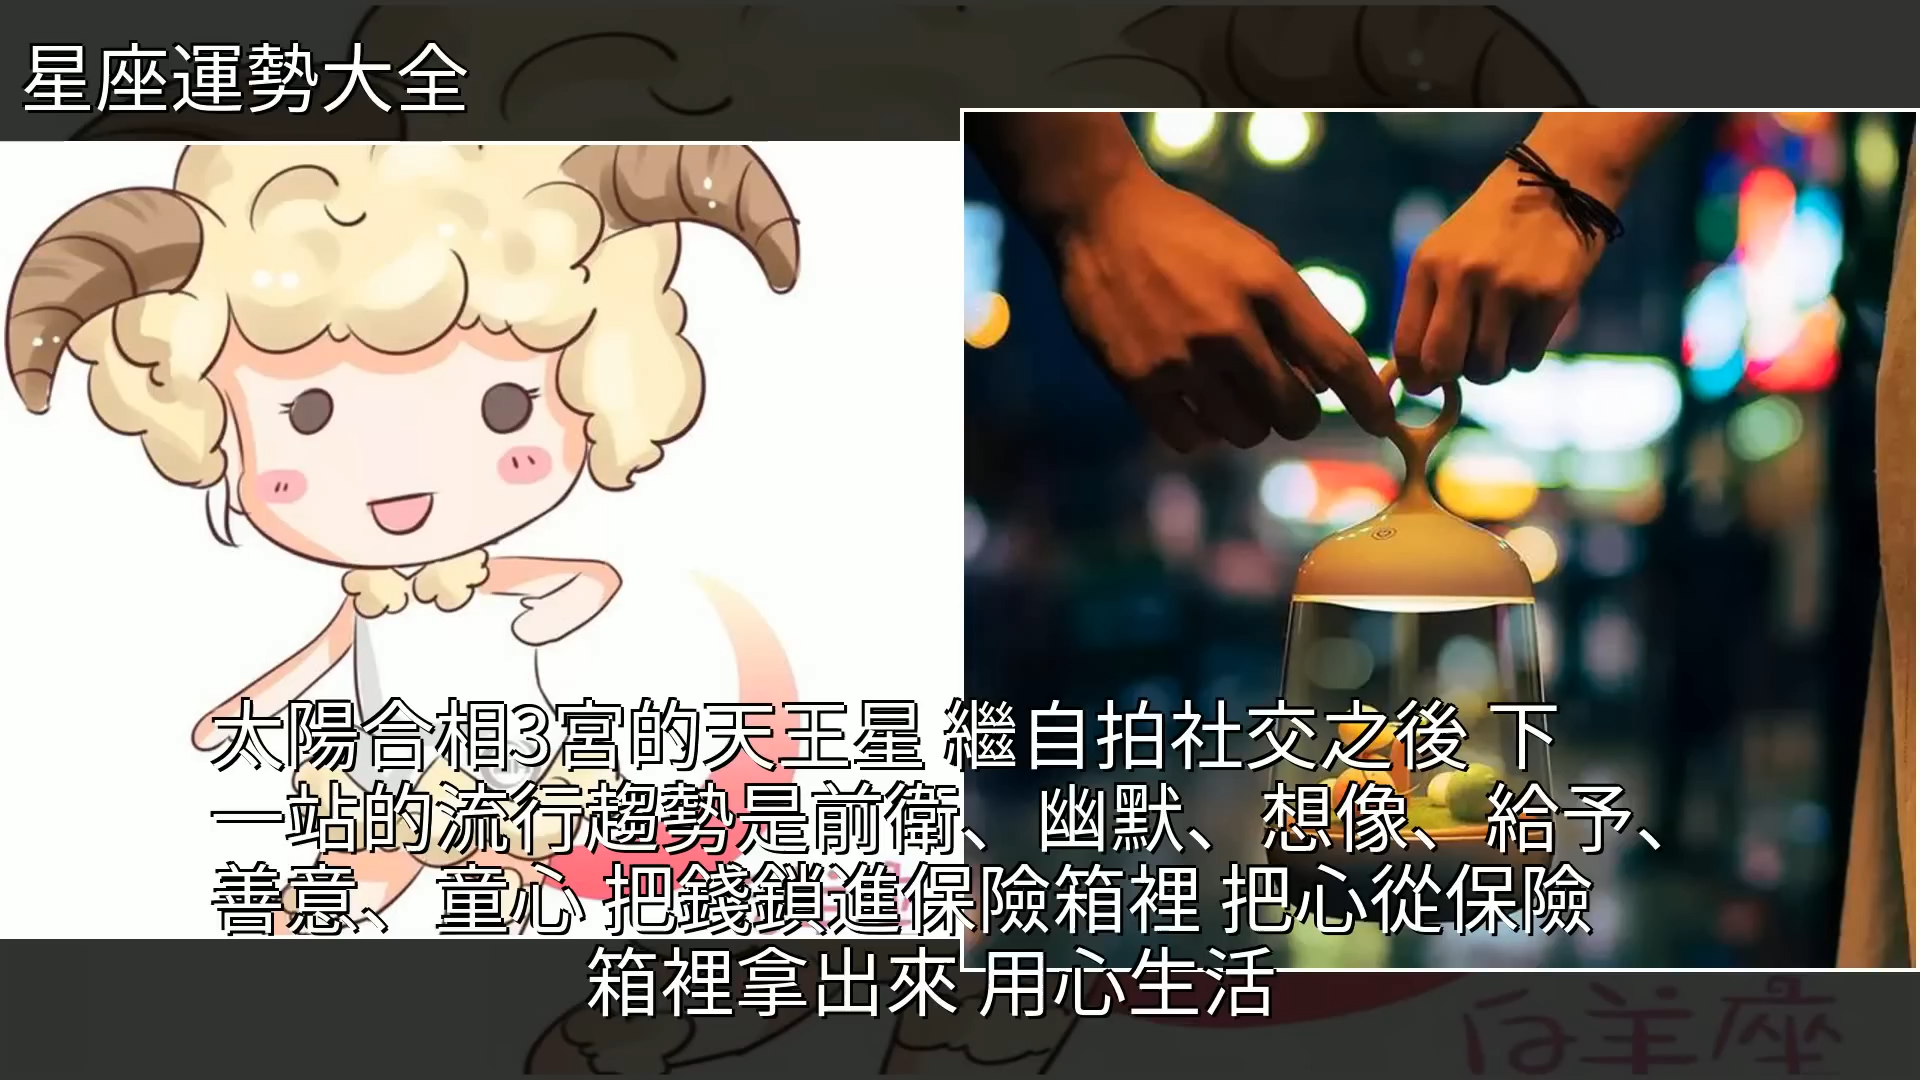 星座運勢大全
太陽合相3宮的天王星 繼自拍社交之後 下
一站的流行趨勢是前衛、幽默、想像、給予、
善意、童心 把錢鎖進保險箱裡 把心從保險
箱裡拿出來 用心生活
白羊座